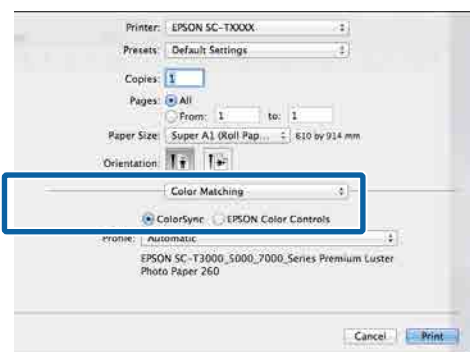 Printer: EPSON SC-TXXXX
Presets: Default Settings
Copies: 1
Pages: All
From: 1 to: 1
Paper Size: Super A1 (Roll Pap... 610 by 914 mm
Orientation:
Color Matching
ColorSync EPSON Color Controls
Profile: Automatic
EPSON SC-T3000_5000_7000_Series Premium Luster
Photo Paper 260
Cancel Print